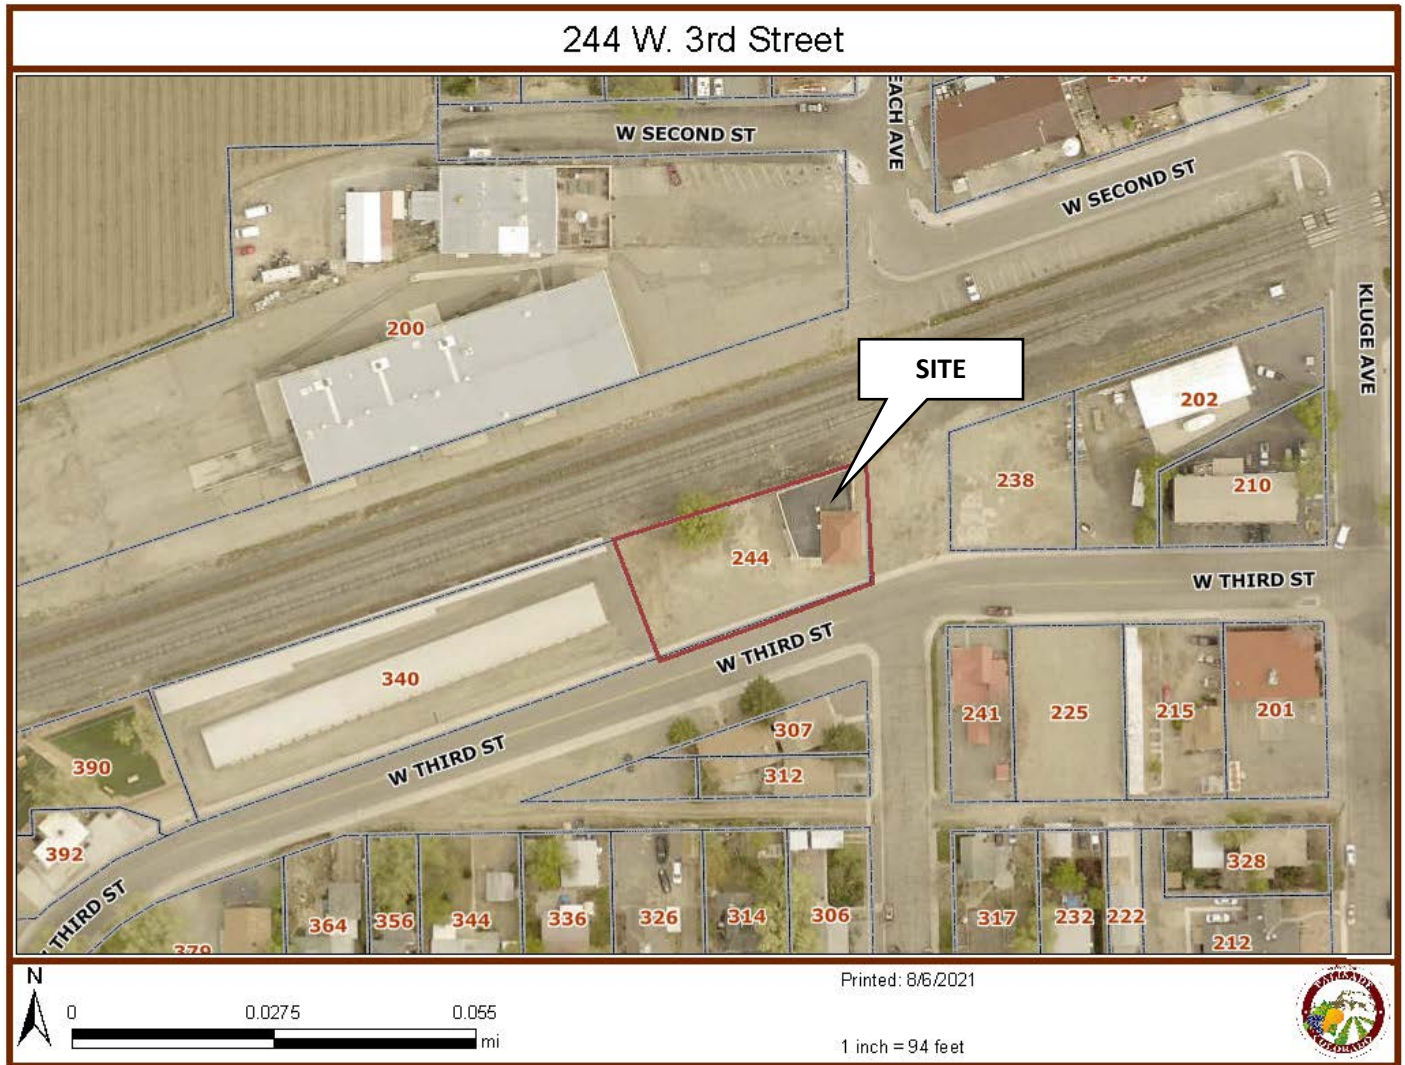 244 W. 3rd Street
W SECOND ST
EACH AVE
W SECOND ST
KLUGE AVE
200
SITE
202
238
210
244
W THIRD ST
W THIRD ST
340
W THIRD ST
307
312
241
225
215
201
390
392
THIRD ST
364
356
344
336
326
314
306
317
232
222
328
212
N
0
0.0275
0.055
mi
Printed: 8/6/2021
1 inch = 94 feet
PALISADE
COLORADO